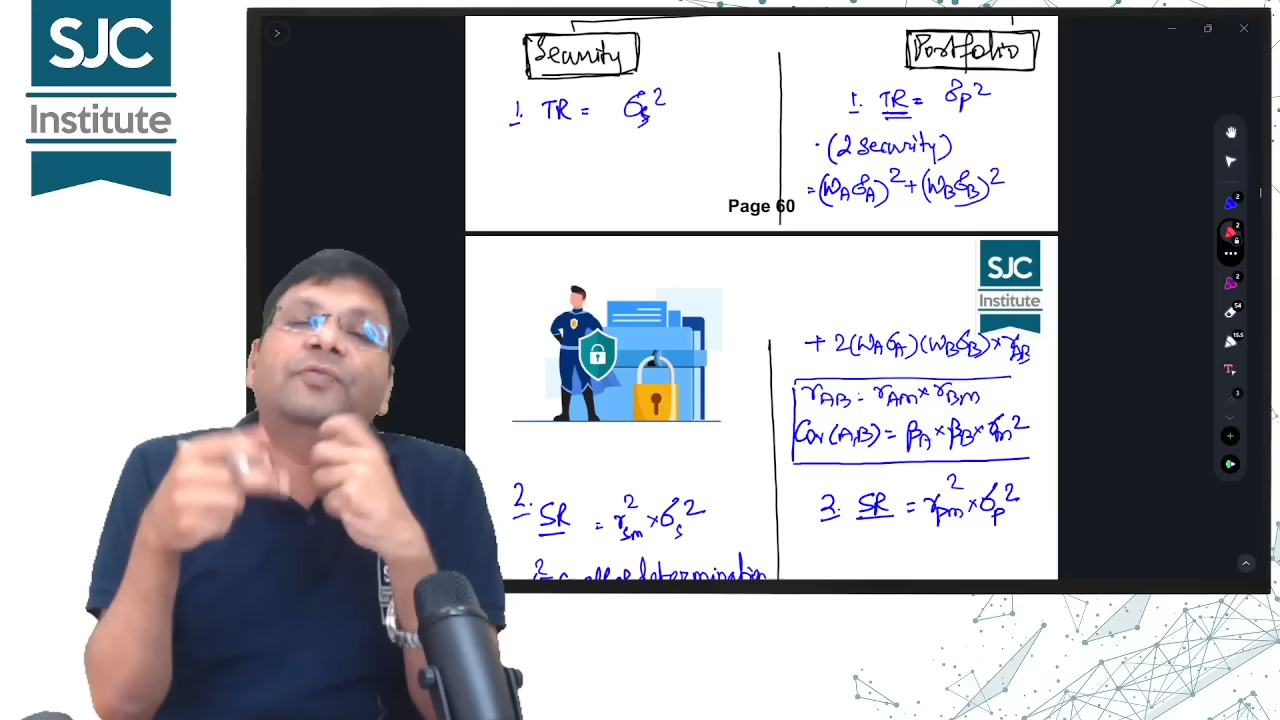 SJC
Institute
Security
1. TR = σs²
Portfolio
1. TR = σp²
· (2 security)
= (WAσA)² + (WBσB)²
Page 60
SJC
Institute
+ 2(WAσA)(WBσB) × rAB
rAB = rAm × rBm
Cov(A,B) = βA × βB × σm²
2. SR = r²sm × σs²
2. SR = r²pm × σp²
determination